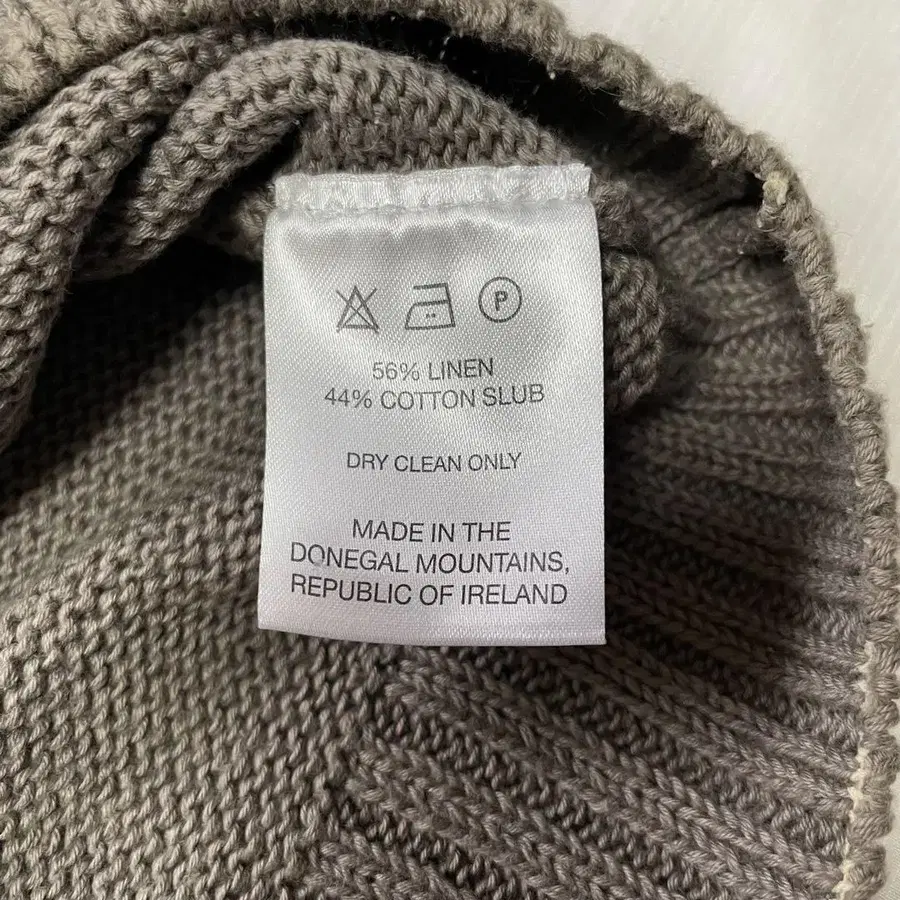 P
56% LINEN
44% COTTON SLUB
DRY CLEAN ONLY
MADE IN THE
DONEGAL MOUNTAINS,
REPUBLIC OF IRELAND